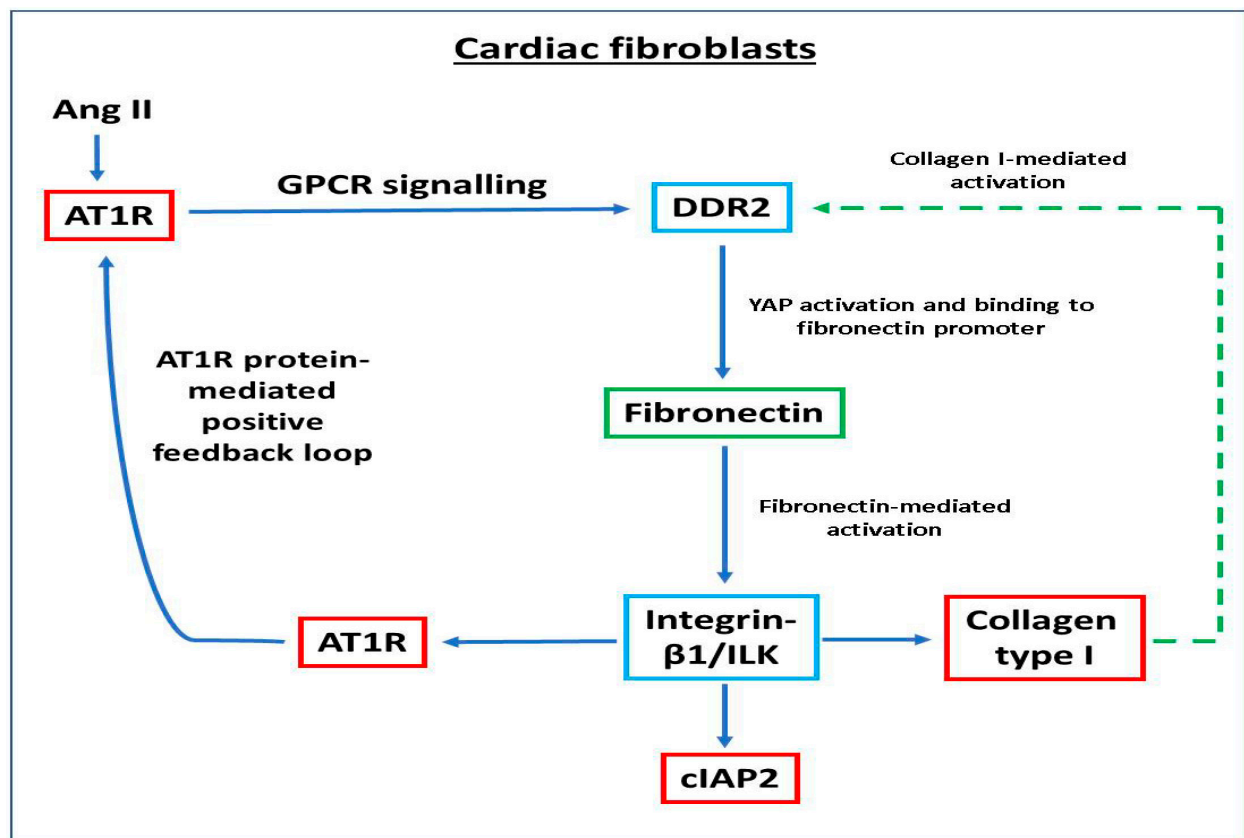 Cardiac fibroblasts
Ang II
AT1R
GPCR signalling
DDR2
Collagen I-mediated
activation
YAP activation and binding to
fibronectin promoter
AT1R protein-
mediated
positive
feedback loop
Fibronectin
Fibronectin-mediated
activation
AT1R
Integrin-
β1/ILK
Collagen
type I
cIAP2